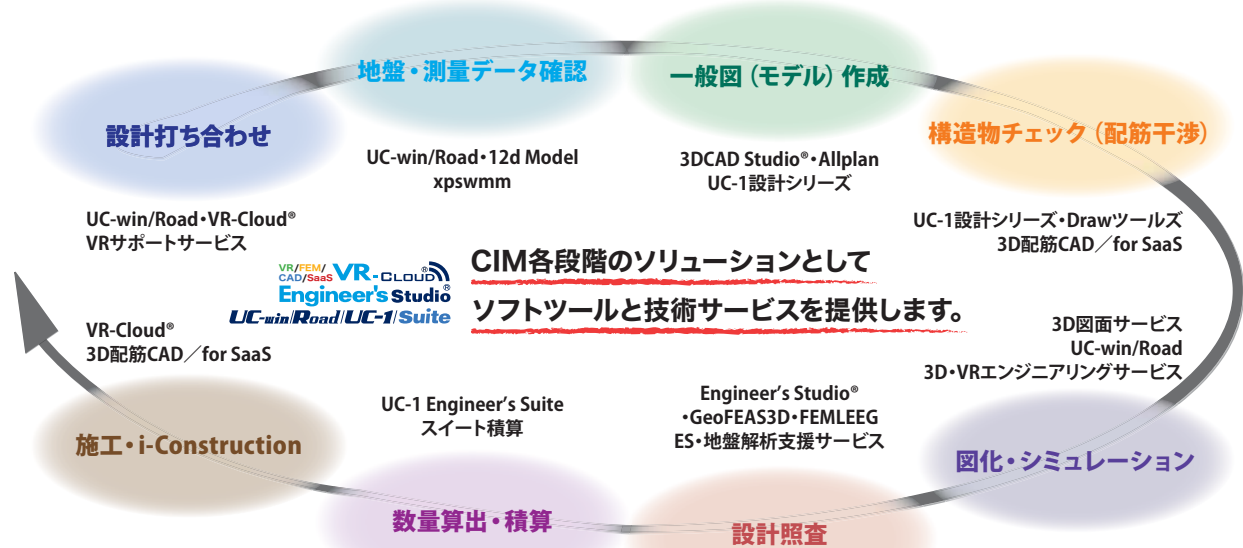 地盤・測量データ確認
一般図（モデル）作成
設計打ち合わせ
構造物チェック（配筋干渉）
UC-win/Road・12d Model
xpswmm
3DCAD Studio®・Allplan
UC-1設計シリーズ
UC-win/Road・VR-Cloud®
VRサポートサービス
UC-1設計シリーズ・Drawツールズ
3D配筋CAD／for SaaS
VR/FEM/
CAD/SaaS VR-CLOUD®
Engineer's Studio®
UC-win/Road/UC-1/Suite
CIM各段階のソリューションとして
ソフトツールと技術サービスを提供します。
VR-Cloud®
3D配筋CAD／for SaaS
3D図面サービス
UC-win/Road
3D・VRエンジニアリングサービス
UC-1 Engineer's Suite
スイート積算
Engineer's Studio®
・GeoFEAS3D・FEMLEEG
ES・地盤解析支援サービス
施工・i-Construction
図化・シミュレーション
数量算出・積算
設計照査